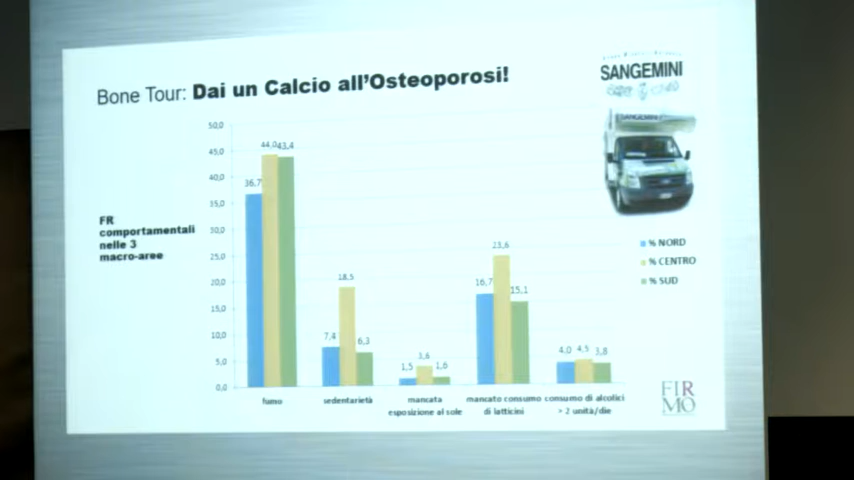 Bone Tour: Dai un Calcio all'Osteoporosi!
SANGEMINI
SANGEMINI
FR
comportamentali
nelle 3
macro-aree
50,0
45,0
40,0
35,0
30,0
25,0
20,0
15,0
10,0
5,0
0,0
36,7
44,0
43,4
7,4
18,5
6,3
1,5
3,6
1,6
16,7
23,6
15,1
4,0
4,5
3,8
fumo
sedentarietà
mancata
esposizione al sole
mancato consumo
di latticini
consumo di alcolici
> 2 unità/die
% NORD
% CENTRO
% SUD
FIR
MO